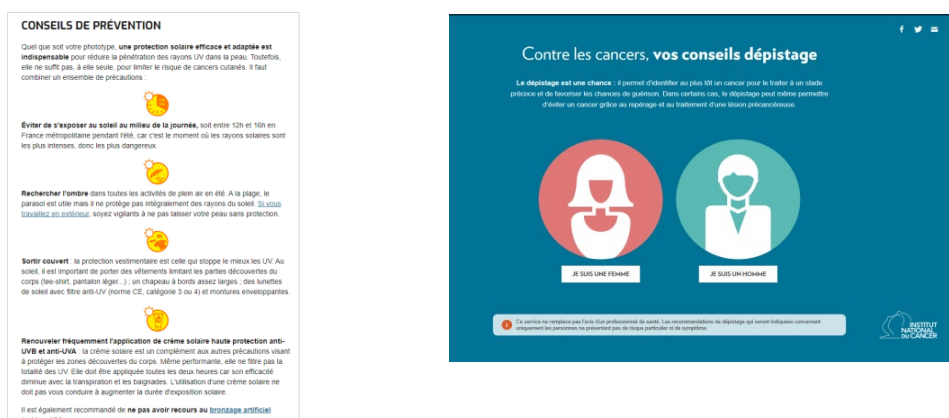 CONSEILS DE PRÉVENTION
Quel que soit votre phototype, une protection solaire efficace et adaptée est
indispensable pour réduire la pénétration des rayons UV dans la peau. Toutefois,
elle ne suffit pas, à elle seule, pour limiter le risque de cancers cutanés. Il faut
combiner un ensemble de précautions :
Éviter de s'exposer au soleil au milieu de la journée, soit entre 12h et 16h en
France métropolitaine pendant l'été, car c'est le moment où les rayons solaires sont
les plus intenses, donc les plus dangereux.
Rechercher l'ombre dans toutes les activités de plein air en été. A la plage, le
parasol est utile mais il ne protège pas intégralement des rayons du soleil. Si vous
travaillez en extérieur, soyez vigilants à ne pas laisser votre peau sans protection.
Sortir couvert : la protection vestimentaire est celle qui stoppe le mieux les UV. Au
soleil, il est important de porter des vêtements limitant les parties découvertes du
corps (tee-shirt, pantalon léger...) ; un chapeau à bords assez larges ; des lunettes
de soleil avec filtre anti-UV (norme CE, catégorie 3 ou 4) et montures enveloppantes.
Renouveler fréquemment l'application de crème solaire haute protection anti-
UVB et anti-UVA : la crème solaire est un complément aux autres précautions visant
à protéger les zones découvertes du corps. Même performante, elle ne filtre pas la
totalité des UV. Elle doit être appliquée toutes les deux heures car son efficacité
diminue avec la transpiration et les baignades. L'utilisation d'une crème solaire ne
doit pas vous conduire à augmenter la durée d'exposition solaire.
Il est également recommandé de ne pas avoir recours au bronzage artificiel
Contre les cancers, vos conseils dépistage
Le dépistage est une chance : il permet d'identifier au plus tôt un cancer pour le traiter à un stade
précoce et de favoriser les chances de guérison. Dans certains cas, le dépistage peut même permettre
d'éviter un cancer grâce au repérage et au traitement d'une lésion précancéreuse.
JE SUIS UNE FEMME
JE SUIS UN HOMME
Ce service ne remplace pas l'avis d'un professionnel de santé. Les recommandations de dépistage qui seront indiquées concernent
uniquement les personnes ne présentant pas de risque particulier ni de symptôme.
INSTITUT
NATIONAL
DU CANCER